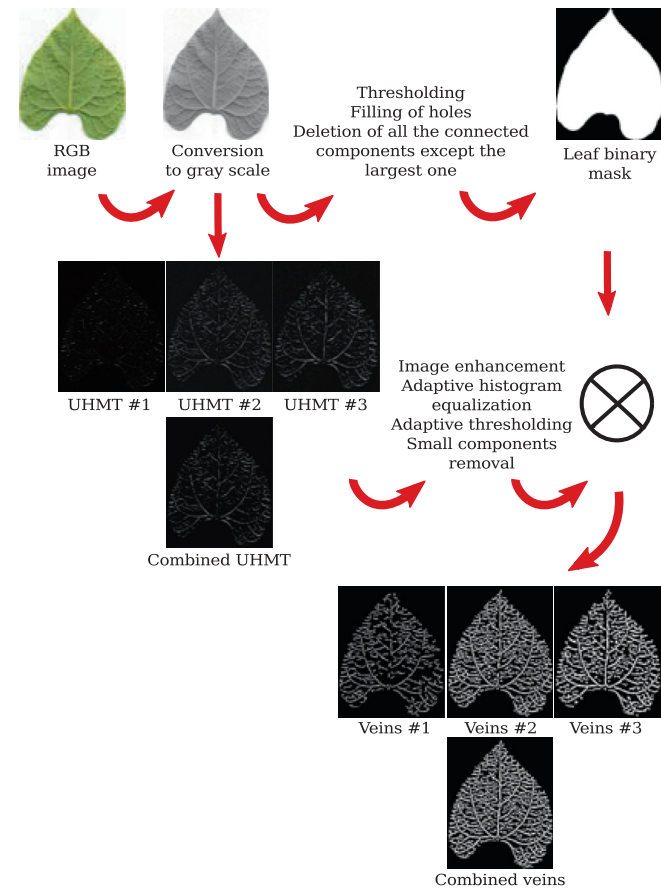 RGB
image
Conversion
to gray scale
Thresholding
Filling of holes
Deletion of all the connected
components except the
largest one
Leaf binary
mask
UHMT #1
UHMT #2
UHMT #3
Combined UHMT
Image enhancement
Adaptive histogram
equalization
Adaptive thresholding
Small components
removal
Veins #1
Veins #2
Veins #3
Combined veins